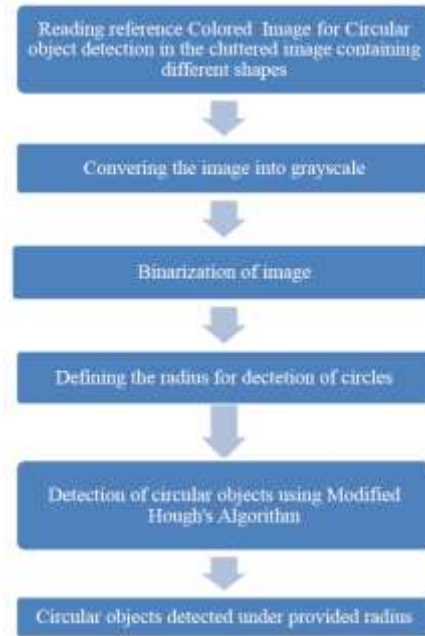 Reading reference Colored Image for Circular
object detection in the cluttered image containing
different shapes
Convering the image into grayscale
Binarization of image
Defining the radius for dectetion of circles
Detection of circular objects using Modified
Hough's Algorithm
Circular objects detected under provided radius